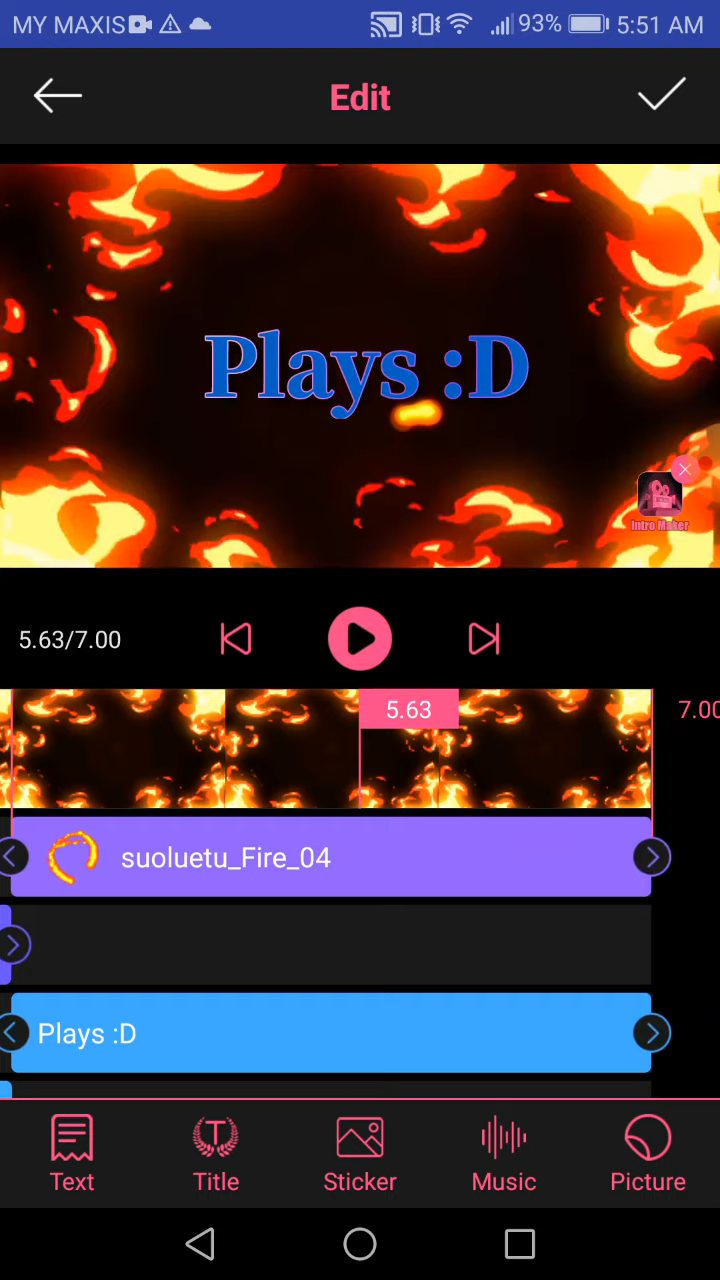 MY MAXIS 93% 5:51 AM
Edit
Plays :D
Intro Maker
5.63/7.00
5.63
7.00
suoluetu_Fire_04
Plays :D
Text Title Sticker Music Picture